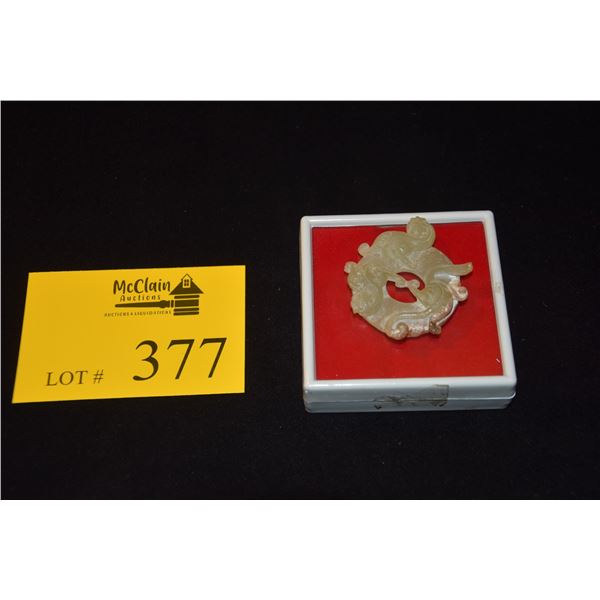 McClain
Auctions
AUCTIONS & LIQUIDATIONS
LOT # 377